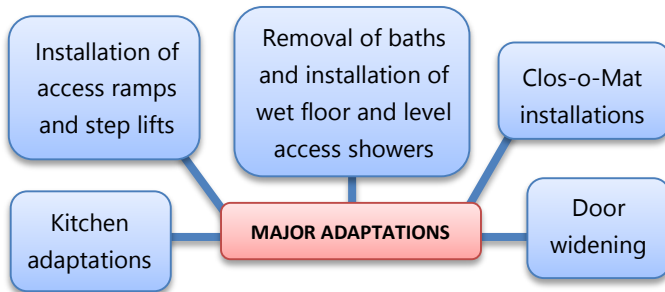 Installation of
access ramps
and step lifts
Removal of baths
and installation of
wet floor and level
access showers
Clos-o-Mat
installations
Kitchen
adaptations
MAJOR ADAPTATIONS
Door
widening